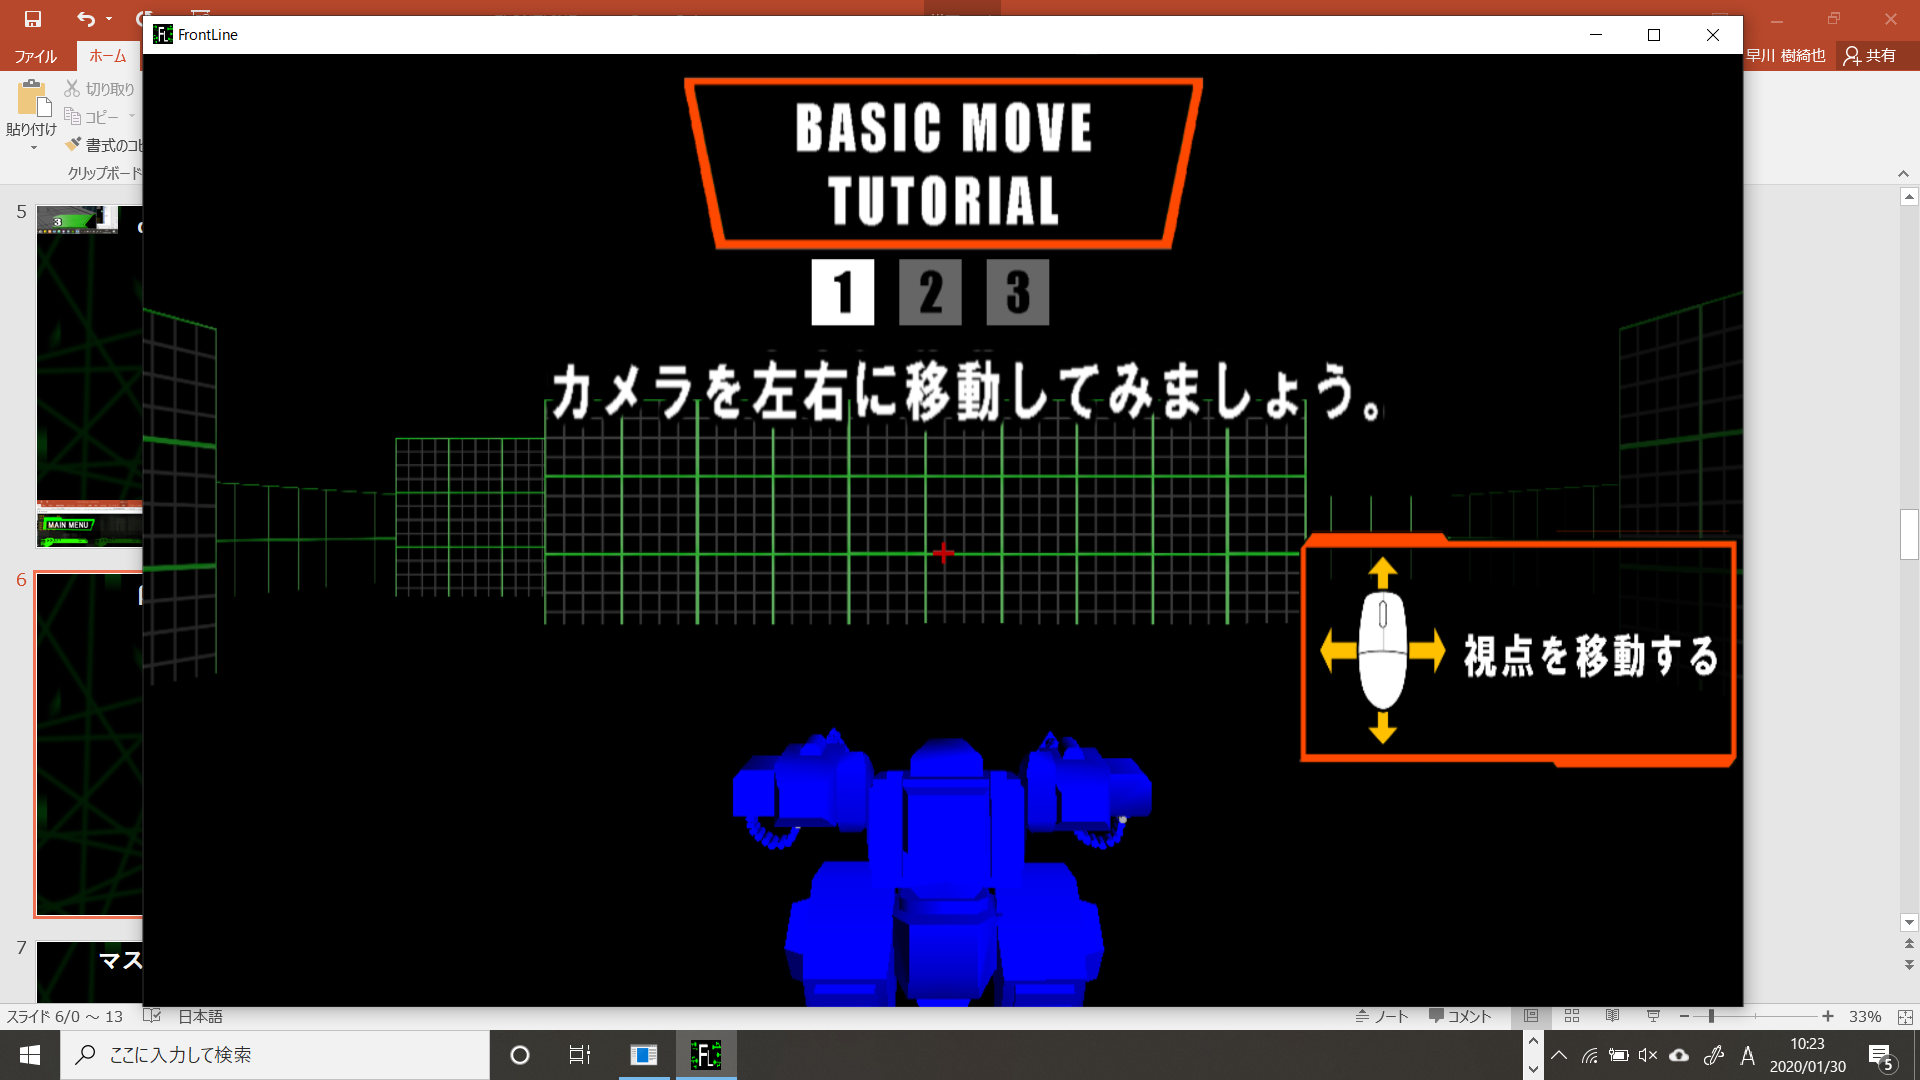 FL FrontLine
ファイル
ホーム
早川 樹綺也
共有
貼り付け
切り取り
コピー
書式のコピ
クリップボード
BASIC MOVE
TUTORIAL
1 2 3
カメラを左右に移動してみましょう。
視点を移動する
5
3
MAIN MENU
6
7
マス
スライド 6/0 ～ 13
日本語
ノート
コメント
33%
ここに入力して検索
FL
A
10:23
2020/01/30
5